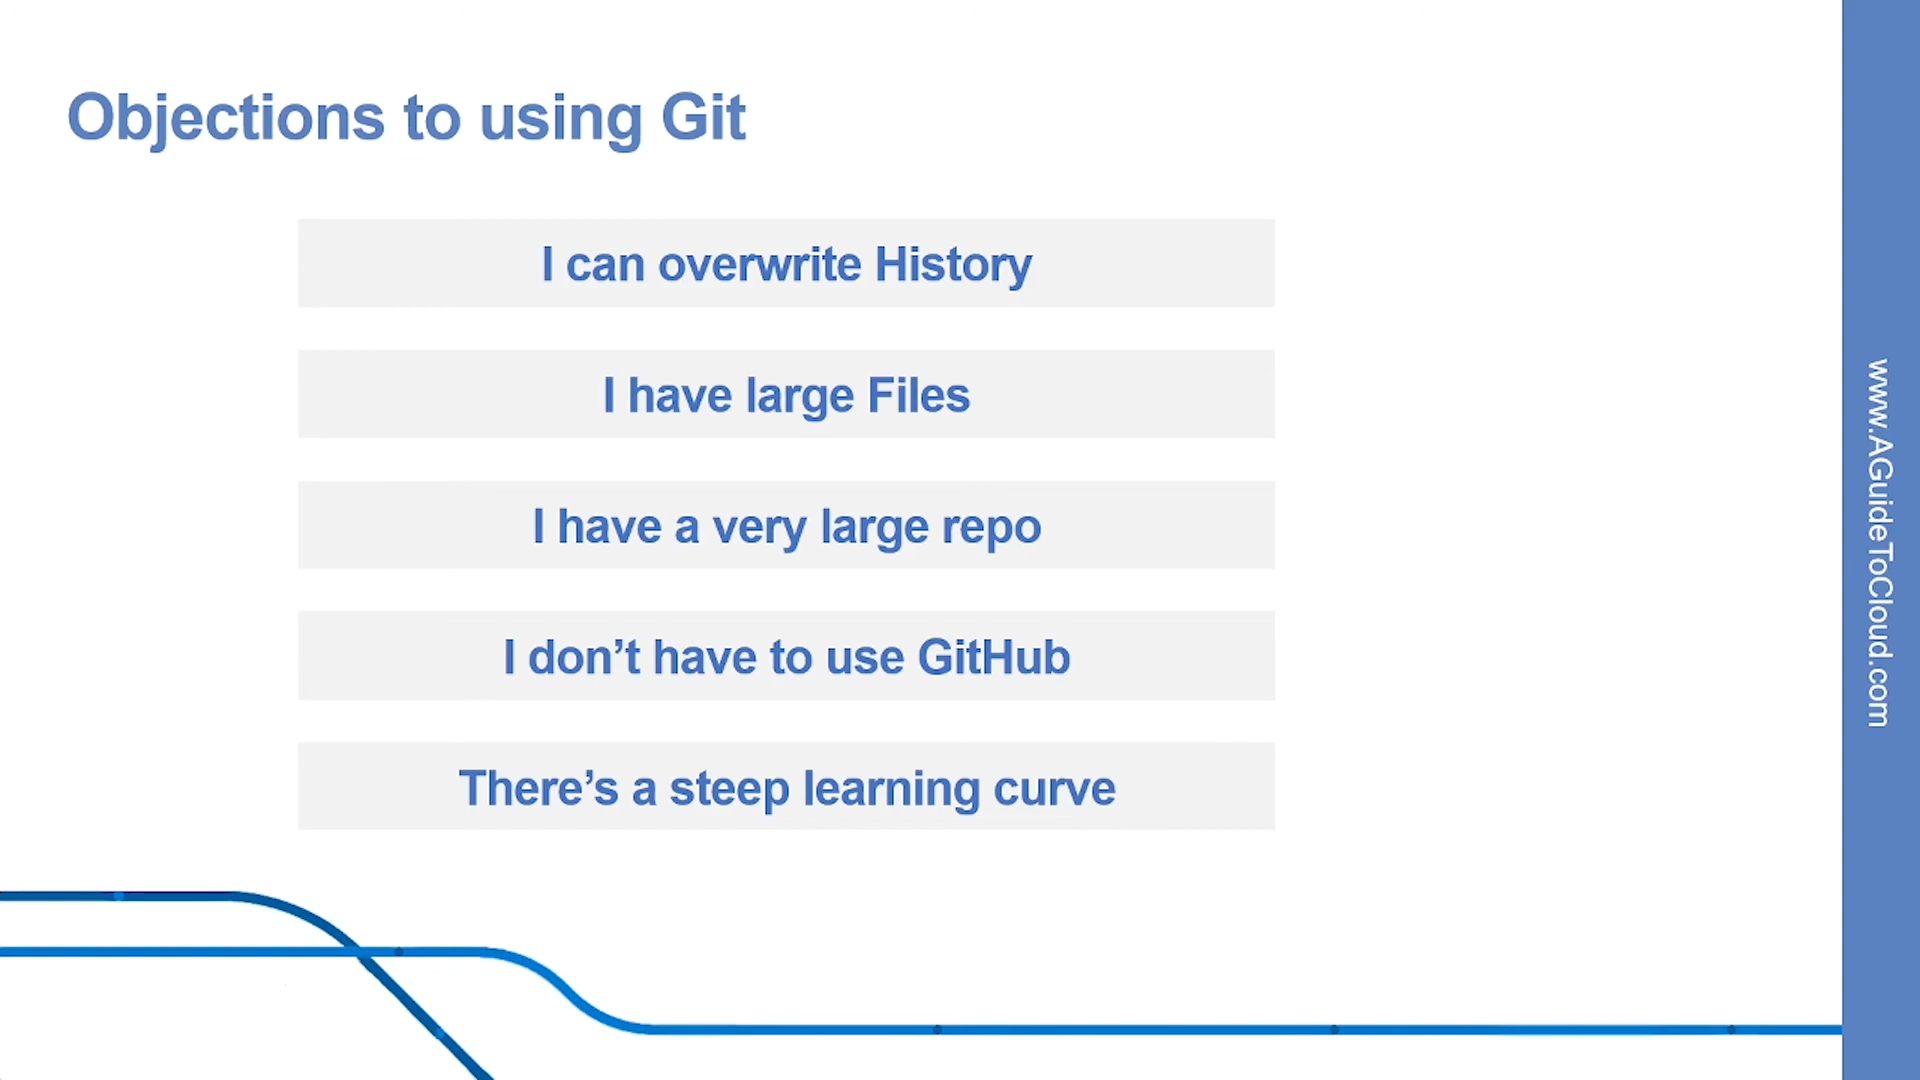 Objections to using Git
I can overwrite History
I have large Files
I have a very large repo
I don’t have to use GitHub
There’s a steep learning curve
www.AGuideToCloud.com